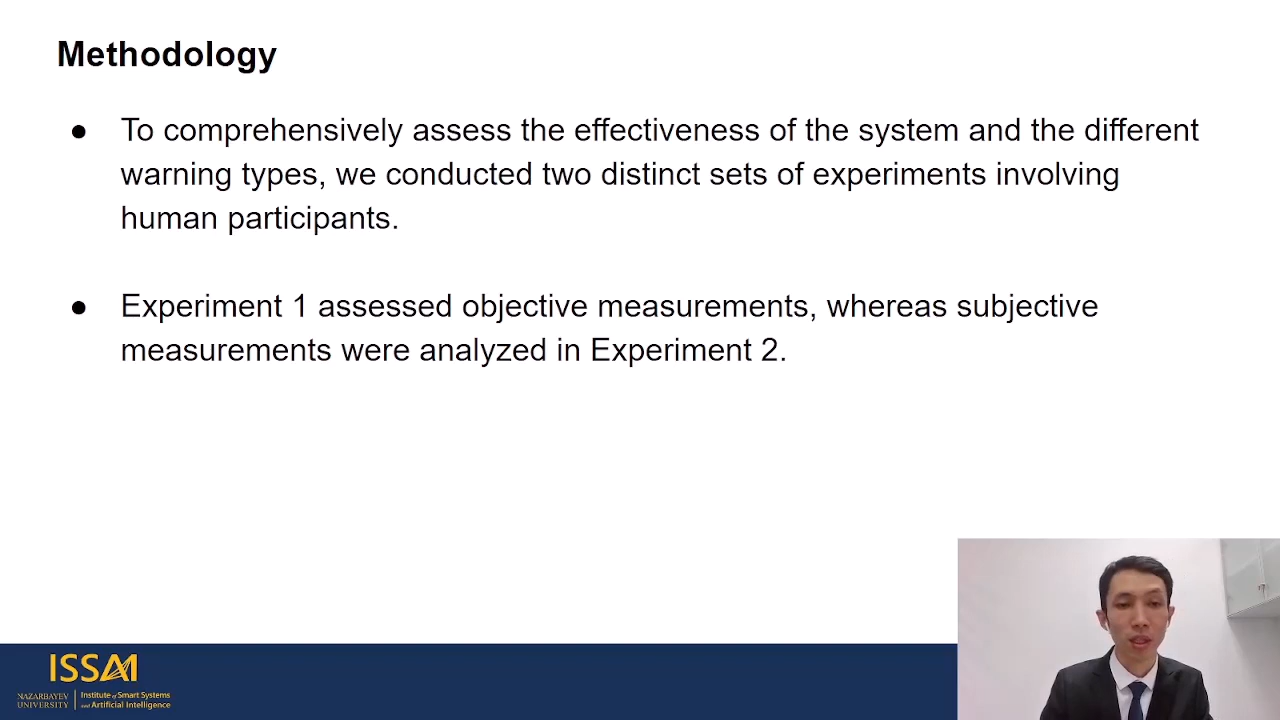 Methodology
● To comprehensively assess the effectiveness of the system and the different
warning types, we conducted two distinct sets of experiments involving
human participants.
● Experiment 1 assessed objective measurements, whereas subjective
measurements were analyzed in Experiment 2.
ISSAI
NAZARBAYEV
UNIVERSITY
Institute of Smart Systems
and Artificial Intelligence